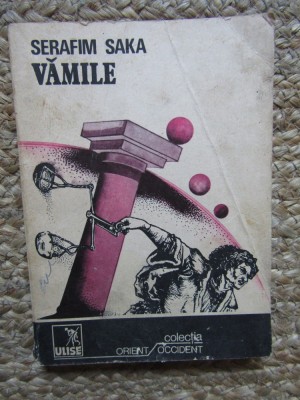 SERAFIM SAKA
VĂMILE
ULISE
colecția
ORIENT/OCCIDENT